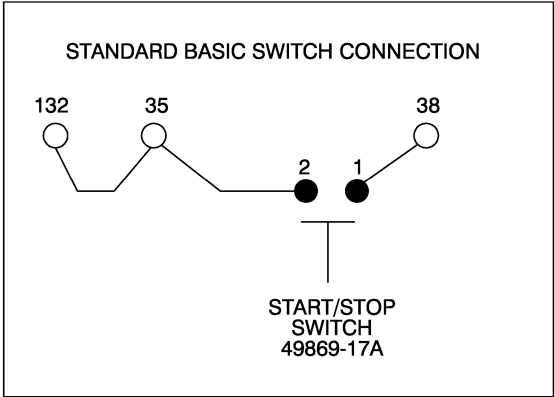 STANDARD BASIC SWITCH CONNECTION
132 35 38
2 1
START/STOP
SWITCH
49869-17A